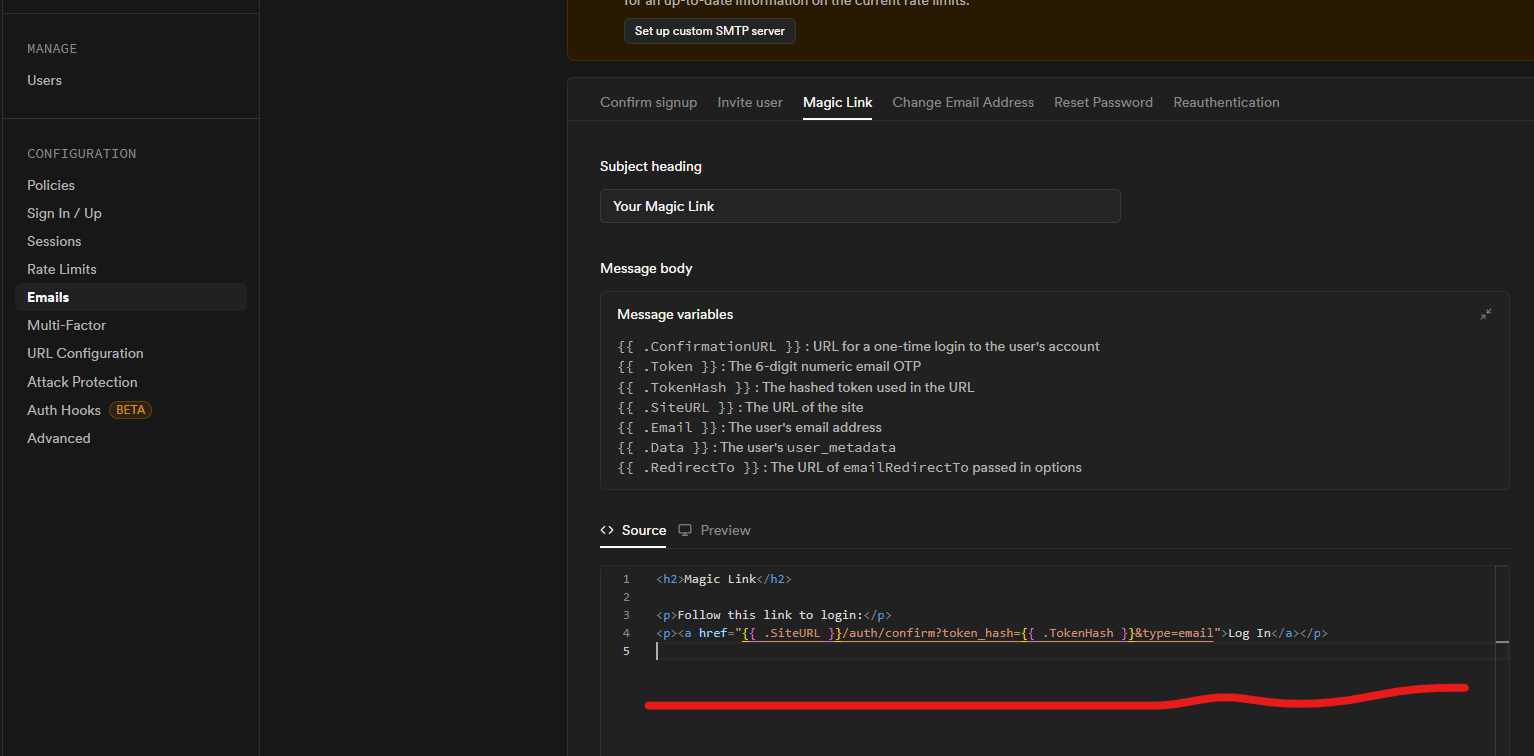 for an up-to-date information on the current rate limits.
Set up custom SMTP server
MANAGE
Users
CONFIGURATION
Policies
Sign In / Up
Sessions
Rate Limits
Emails
Multi-Factor
URL Configuration
Attack Protection
Auth Hooks BETA
Advanced
Confirm signup Invite user Magic Link Change Email Address Reset Password Reauthentication
Subject heading
Your Magic Link
Message body
Message variables
{{ .ConfirmationURL }} : URL for a one-time login to the user's account
{{ .Token }} : The 6-digit numeric email OTP
{{ .TokenHash }} : The hashed token used in the URL
{{ .SiteURL }} : The URL of the site
{{ .Email }} : The user's email address
{{ .Data }} : The user's user_metadata
{{ .RedirectTo }} : The URL of emailRedirectTo passed in options
<> Source Preview
1 <h2>Magic Link</h2>
2
3 <p>Follow this link to login:</p>
4 <p><a href="{{ .SiteURL }}/auth/confirm?token_hash={{ .TokenHash }}&type=email">Log In</a></p>
5